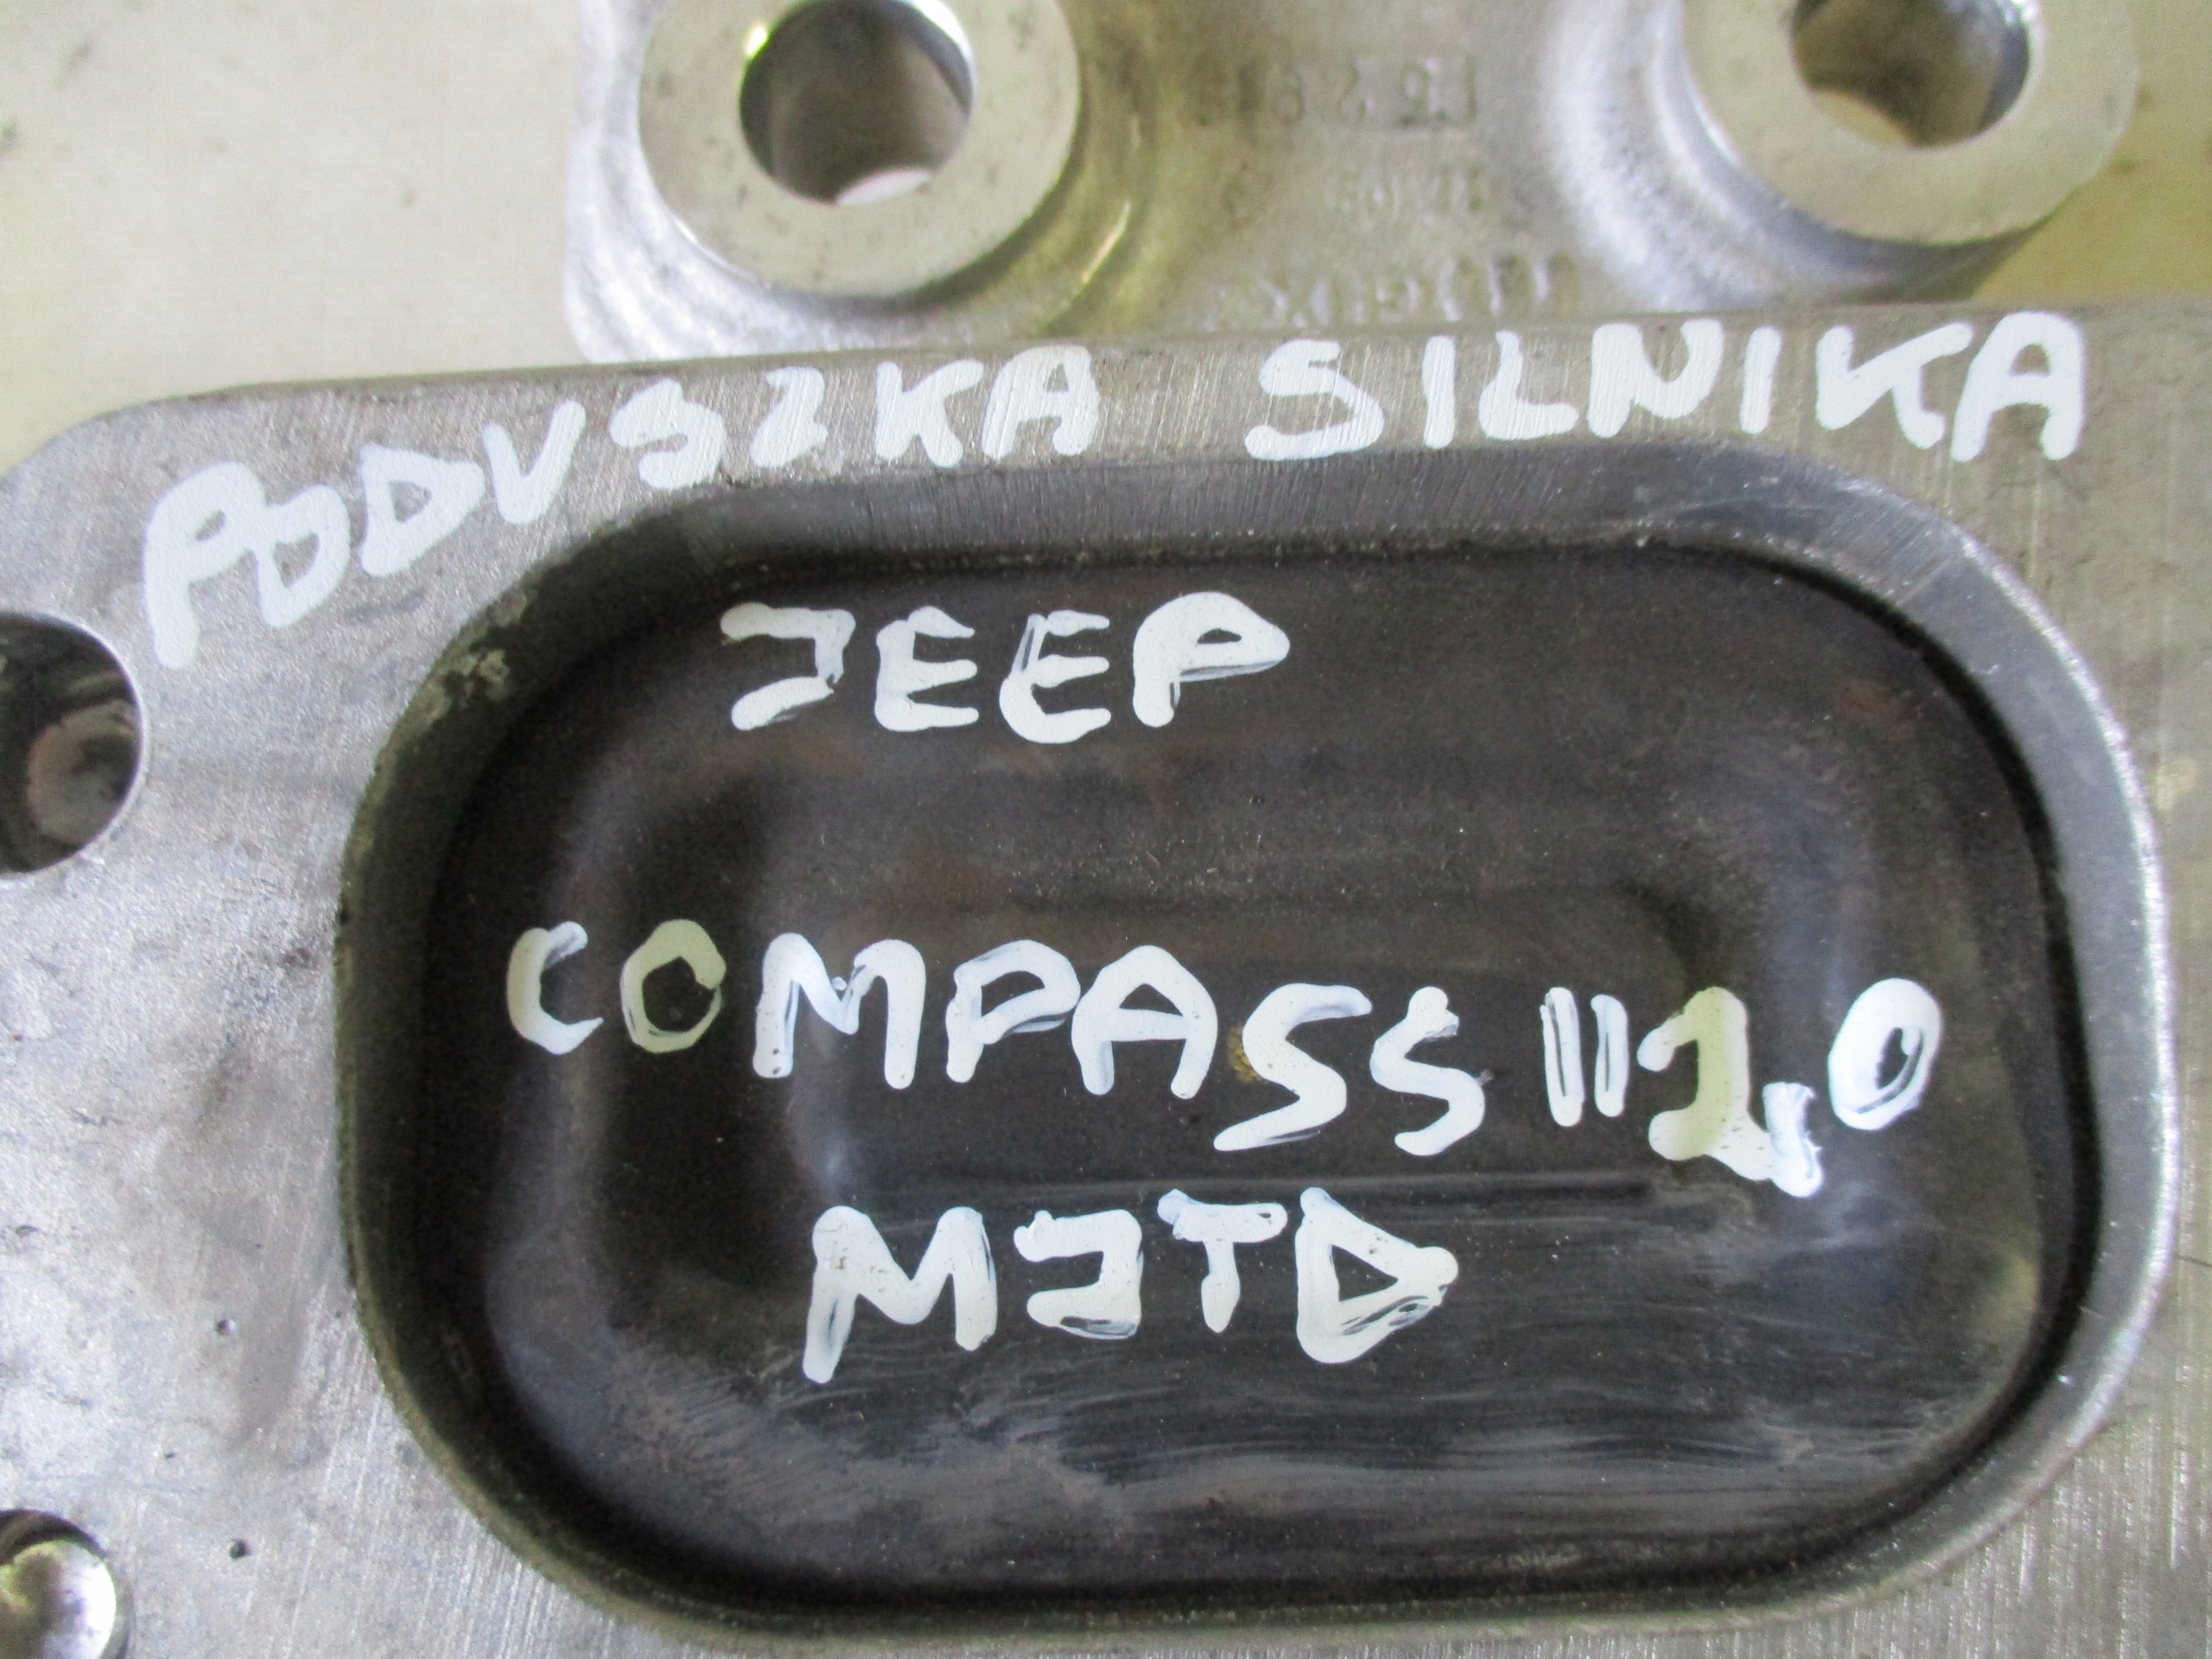 PODUSZKA SILNIKA
JEEP
COMPASS II 2,0
MJTD